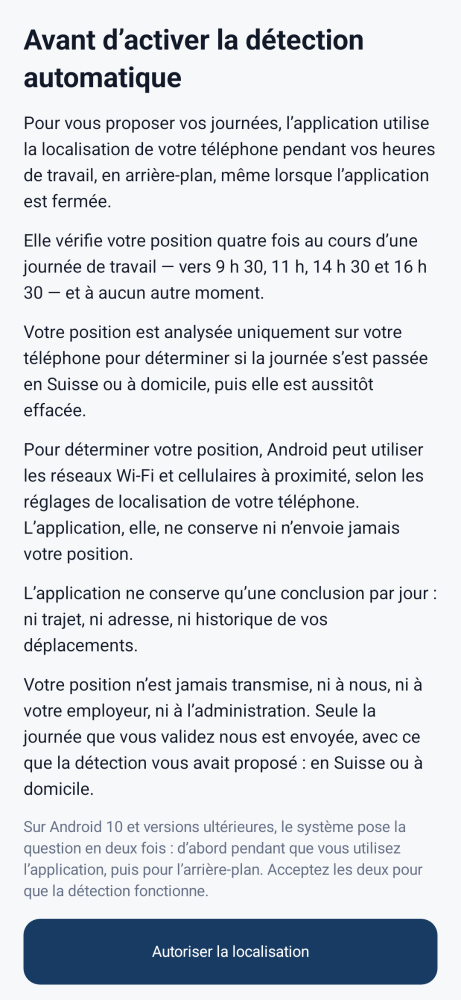 Avant d’activer la détection
automatique
Pour vous proposer vos journées, l’application utilise
la localisation de votre téléphone pendant vos heures
de travail, en arrière-plan, même lorsque l’application
est fermée.
Elle vérifie votre position quatre fois au cours d’une
journée de travail — vers 9 h 30, 11 h, 14 h 30 et 16 h
30 — et à aucun autre moment.
Votre position est analysée uniquement sur votre
téléphone pour déterminer si la journée s’est passée
en Suisse ou à domicile, puis elle est aussitôt
effacée.
Pour déterminer votre position, Android peut utiliser
les réseaux Wi-Fi et cellulaires à proximité, selon les
réglages de localisation de votre téléphone.
L’application, elle, ne conserve ni n’envoie jamais
votre position.
L’application ne conserve qu’une conclusion par jour :
ni trajet, ni adresse, ni historique de vos
déplacements.
Votre position n’est jamais transmise, ni à nous, ni à
votre employeur, ni à l’administration. Seule la
journée que vous validez nous est envoyée, avec ce
que la détection vous avait proposé : en Suisse ou à
domicile.
Sur Android 10 et versions ultérieures, le système pose la
question en deux fois : d’abord pendant que vous utilisez
l’application, puis pour l’arrière-plan. Acceptez les deux pour
que la détection fonctionne.
Autoriser la localisation